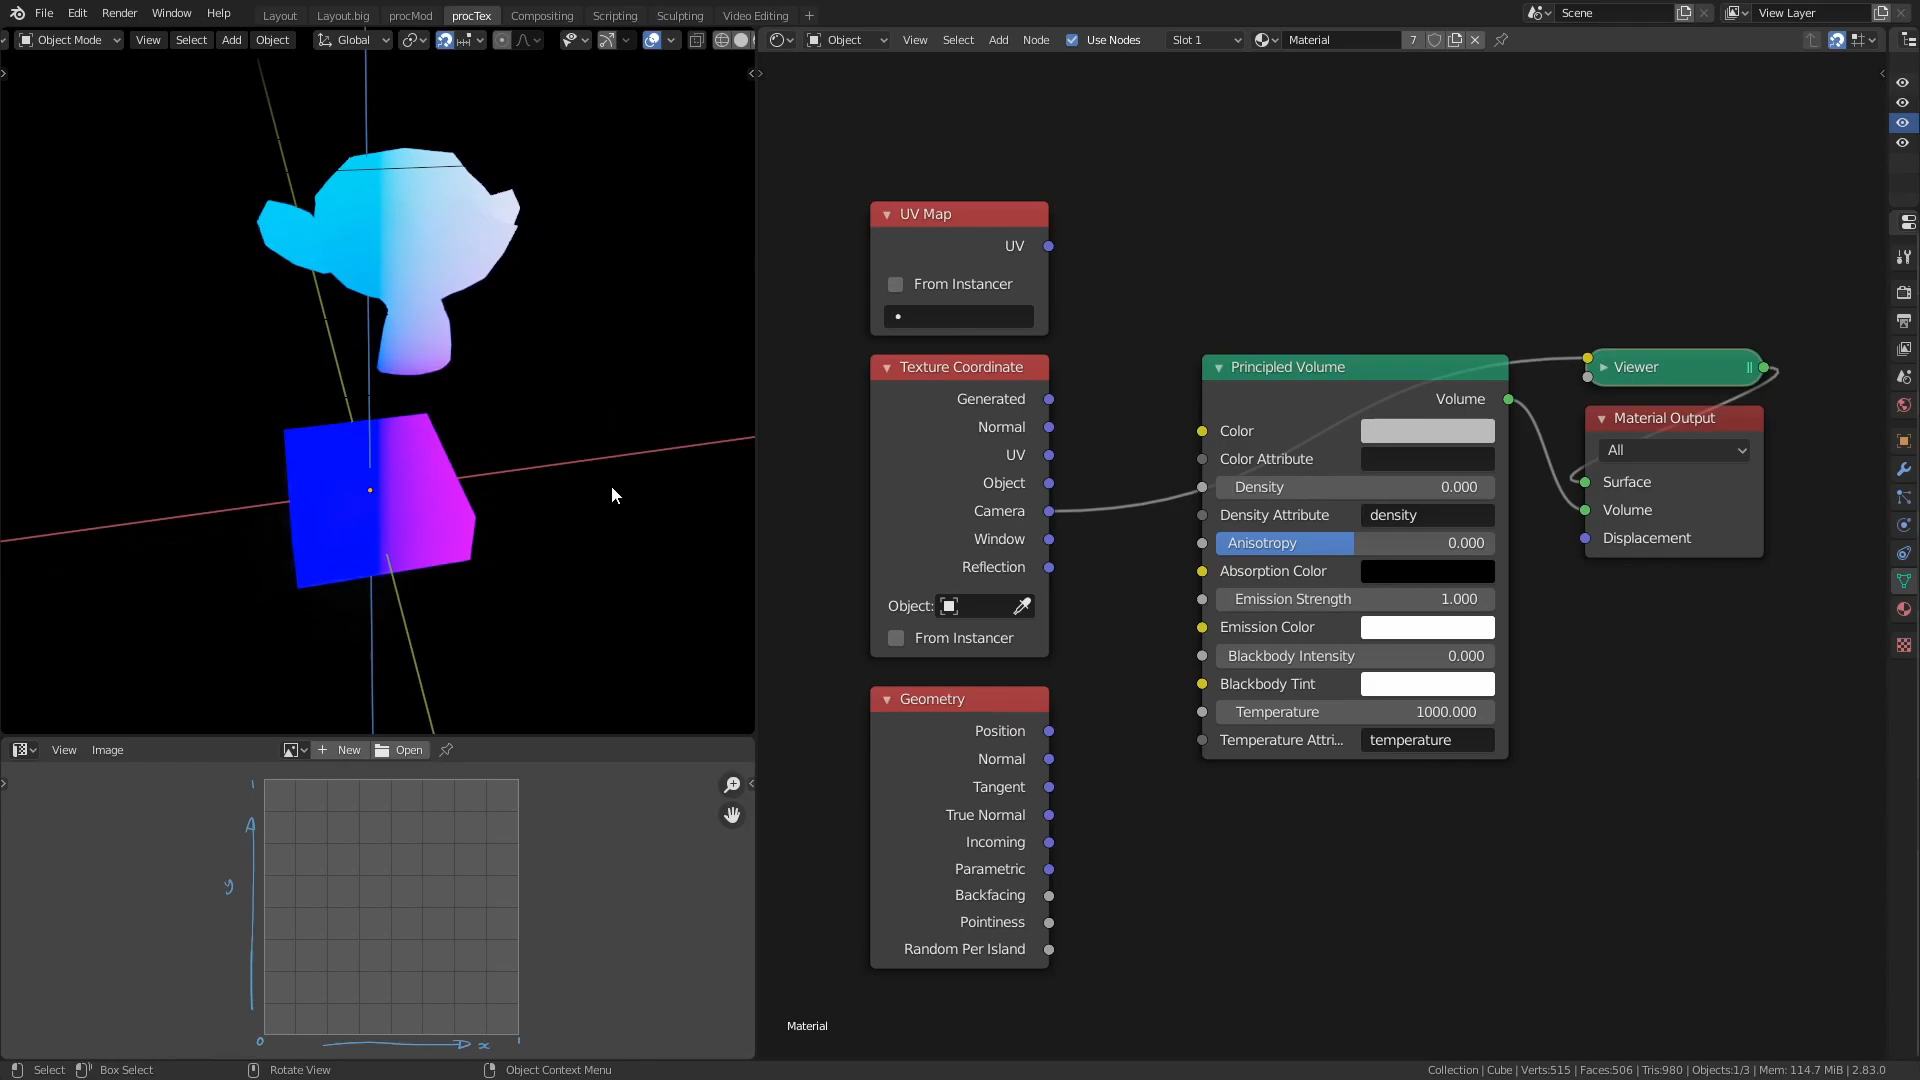 File Edit Render Window Help Layout Layout.big procMod procTex Compositing Scripting Sculpting Video Editing + Scene View Layer
Object Mode View Select Add Object Global Object View Select Add Node Use Nodes Slot 1 Material 7
UV Map
UV
From Instancer
Texture Coordinate
Generated
Normal
UV
Object
Camera
Window
Reflection
Object:
From Instancer
Geometry
Position
Normal
Tangent
True Normal
Incoming
Parametric
Backfacing
Pointiness
Random Per Island
Principled Volume
Volume
Color
Color Attribute
Density 0.000
Density Attribute density
Anisotropy 0.000
Absorption Color
Emission Strength 1.000
Emission Color
Blackbody Intensity 0.000
Blackbody Tint
Temperature 1000.000
Temperature Attri... temperature
Viewer
Material Output
All
Surface
Volume
Displacement
View Image New Open
1
y
0 x 1
Material
Select Box Select Rotate View Object Context Menu Collection | Cube | Verts:515 | Faces:506 | Tris:980 | Objects:1/3 | Mem: 114.7 MiB | 2.83.0